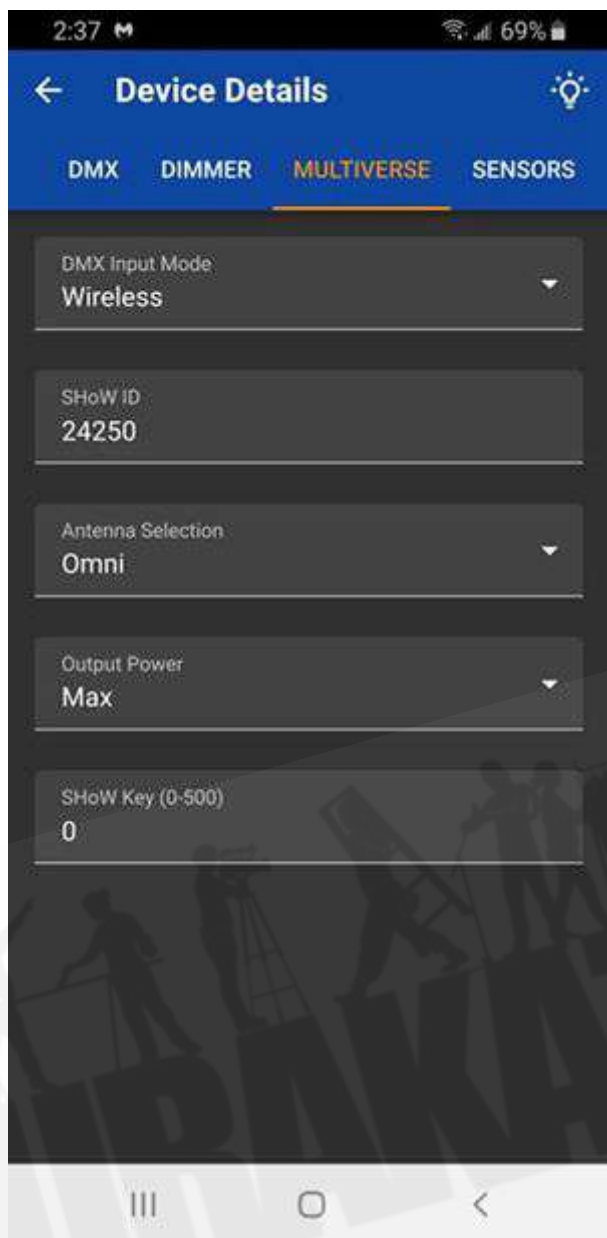 2:37
69%
Device Details
DMX DIMMER MULTIVERSE SENSORS
DMX Input Mode
Wireless
SHoW ID
24250
Antenna Selection
Omni
Output Power
Max
SHoW Key (0-500)
0